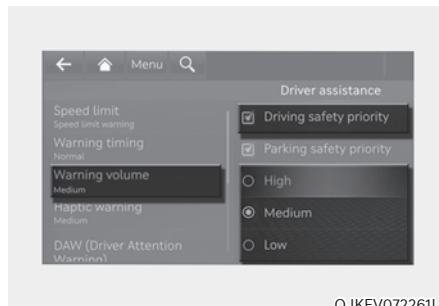 Menu
Driver assistance
Speed limit
Speed limit warning
Warning timing
Normal
Warning volume
Medium
Haptic warning
Medium
DAW (Driver Attention
Warning)
Driving safety priority
Parking safety priority
High
Medium
Low